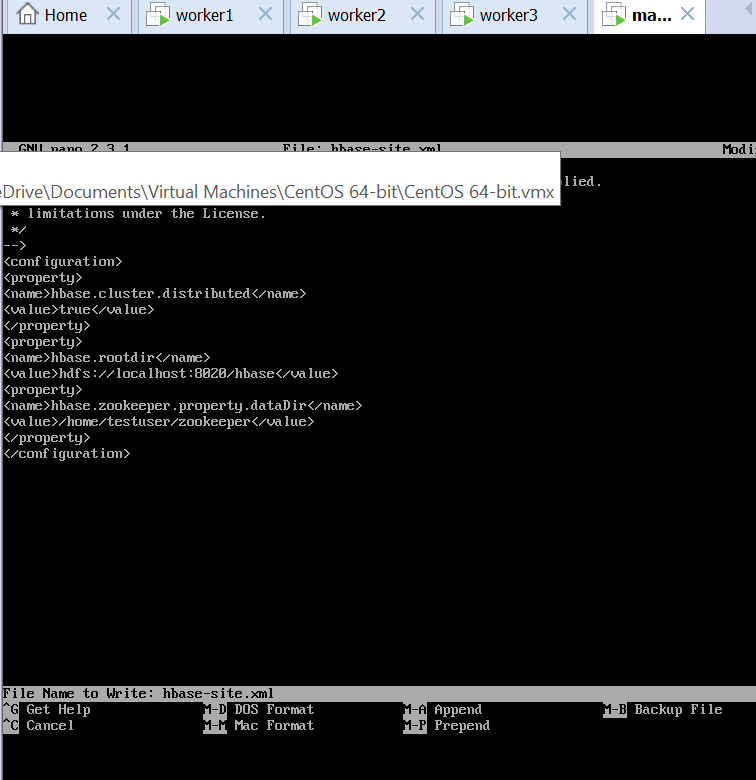 Home worker1 worker2 worker3 ma...
GNU nano 2.3.1 File: hbase-site.xml Modi
lied.
eDrive\Documents\Virtual Machines\CentOS 64-bit\CentOS 64-bit.vmx
* limitations under the License.
*/
-->
<configuration>
<property>
<name>hbase.cluster.distributed</name>
<value>true</value>
</property>
<property>
<name>hbase.rootdir</name>
<value>hdfs://localhost:8020/hbase</value>
<property>
<name>hbase.zookeeper.property.dataDir</name>
<value>/home/testuser/zookeeper</value>
</property>
</configuration>
File Name to Write: hbase-site.xml
^G Get Help M-D DOS Format M-A Append M-B Backup File
^C Cancel M-M Mac Format M-P Prepend